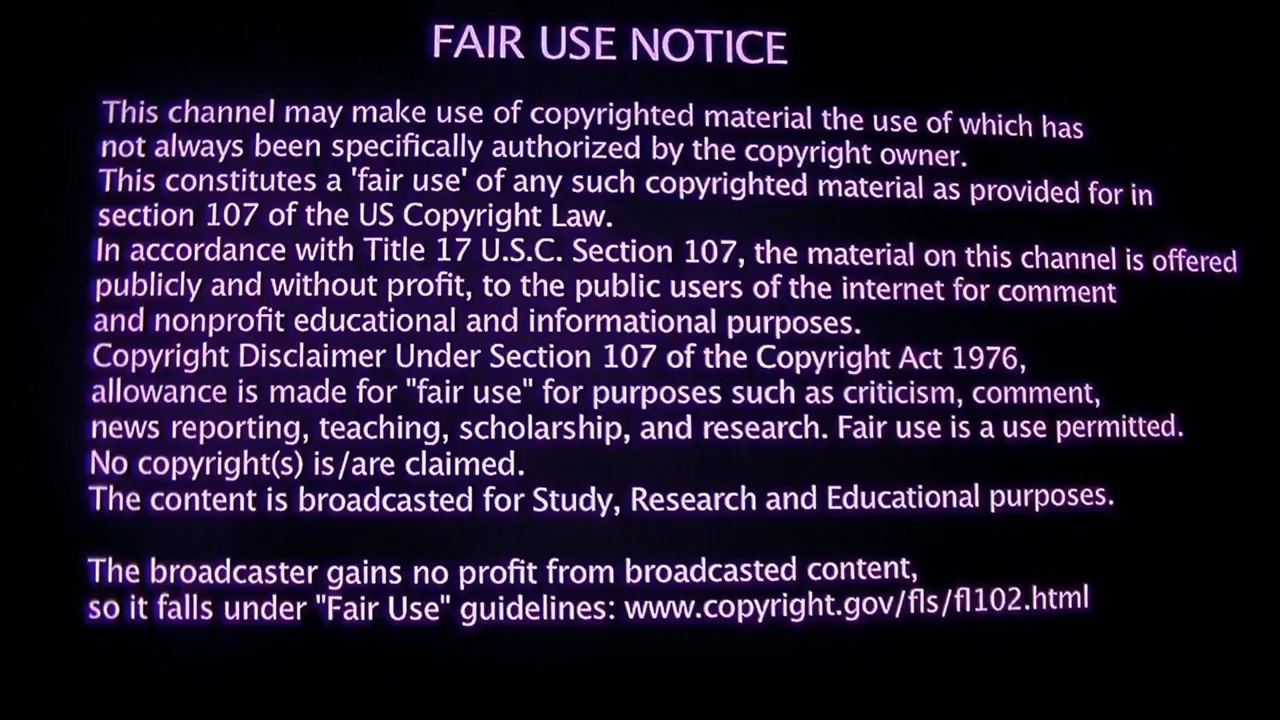 FAIR USE NOTICE
This channel may make use of copyrighted material the use of which has
not always been specifically authorized by the copyright owner.
This constitutes a 'fair use' of any such copyrighted material as provided for in
section 107 of the US Copyright Law.
In accordance with Title 17 U.S.C. Section 107, the material on this channel is offered
publicly and without profit, to the public users of the internet for comment
and nonprofit educational and informational purposes.
Copyright Disclaimer Under Section 107 of the Copyright Act 1976,
allowance is made for "fair use" for purposes such as criticism, comment,
news reporting, teaching, scholarship, and research. Fair use is a use permitted.
No copyright(s) is/are claimed.
The content is broadcasted for Study, Research and Educational purposes.
The broadcaster gains no profit from broadcasted content,
so it falls under "Fair Use" guidelines: www.copyright.gov/fls/fl102.html